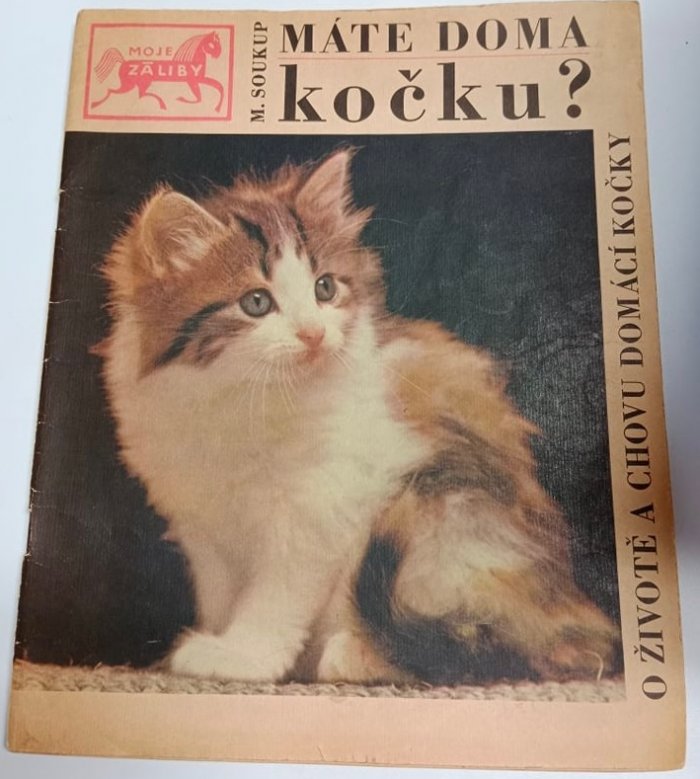 MOJE
ZÁLIBY
M. SOUKUP
MÁTE DOMA
kočku?
O ŽIVOTĚ A CHOVU DOMÁCÍ KOČKY